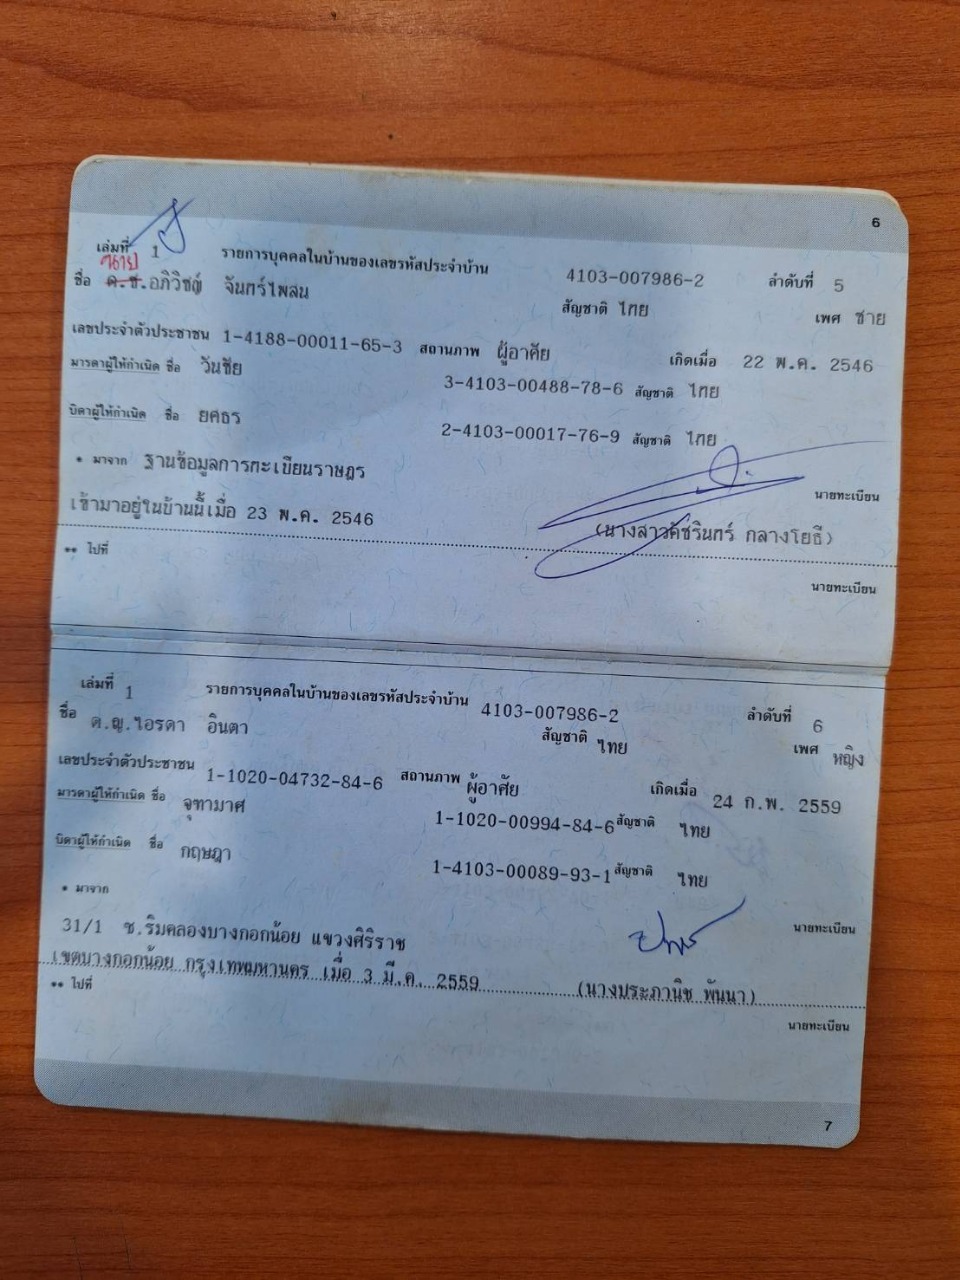 6
เล่มที่ 1 รายการบุคคลในบ้านของเลขรหัสประจำบ้าน 4103-007986-2 ลำดับที่ 5
นาย
ชื่อ ด.ช.อภิวิชญ์ จันทร์ไพสน สัญชาติ ไทย เพศ ชาย
เลขประจำตัวประชาชน 1-4188-00011-65-3 สถานภาพ ผู้อาศัย เกิดเมื่อ 22 พ.ค. 2546
มารดาผู้ให้กำเนิด ชื่อ วันชัย 3-4103-00488-78-6 สัญชาติ ไทย
บิดาผู้ให้กำเนิด ชื่อ ยศธร 2-4103-00017-76-9 สัญชาติ ไทย
* มาจาก ฐานข้อมูลการทะเบียนราษฎร
นายทะเบียน
เข้ามาอยู่ในบ้านนี้เมื่อ 23 พ.ค. 2546 (นางสาวคัชรินทร์ กลางโยธี)
** ไปที่
นายทะเบียน
เล่มที่ 1 รายการบุคคลในบ้านของเลขรหัสประจำบ้าน 4103-007986-2 ลำดับที่ 6
ชื่อ ด.ญ.ไอรดา อินตา สัญชาติ ไทย เพศ หญิง
เลขประจำตัวประชาชน 1-1020-04732-84-6 สถานภาพ ผู้อาศัย เกิดเมื่อ 24 ก.พ. 2559
มารดาผู้ให้กำเนิด ชื่อ จุฑามาศ 1-1020-00994-84-6 สัญชาติ ไทย
บิดาผู้ให้กำเนิด ชื่อ กฤษฎา 1-4103-00089-93-1 สัญชาติ ไทย
* มาจาก
31/1 ซ.ริมคลองบางกอกน้อย แขวงศิริราช นายทะเบียน
เขตบางกอกน้อย กรุงเทพมหานคร เมื่อ 3 มี.ค. 2559 (นางประภานิช พันนา)
** ไปที่
นายทะเบียน
7